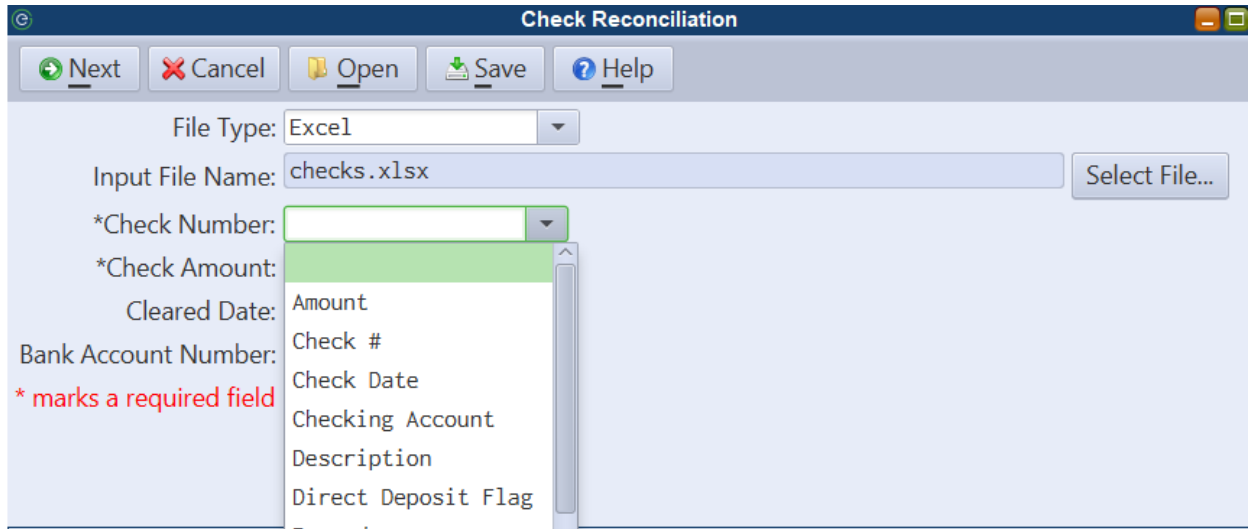 Check Reconciliation
Next Cancel Open Save Help
File Type: Excel
Input File Name: checks.xlsx Select File...
*Check Number:
*Check Amount:
Cleared Date:
Bank Account Number:
* marks a required field
Amount
Check #
Check Date
Checking Account
Description
Direct Deposit Flag